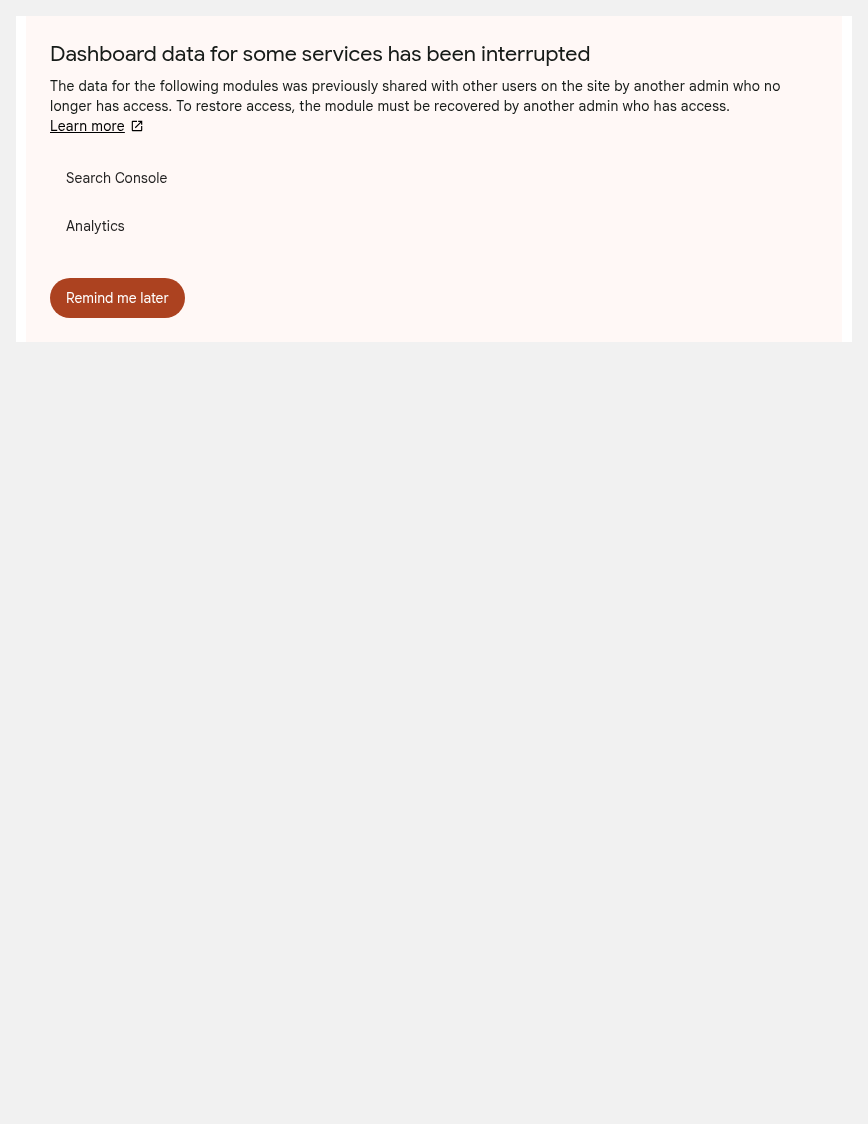 Dashboard data for some services has been interrupted
The data for the following modules was previously shared with other users on the site by another admin who no
longer has access. To restore access, the module must be recovered by another admin who has access.
Learn more
Search Console
Analytics
Remind me later